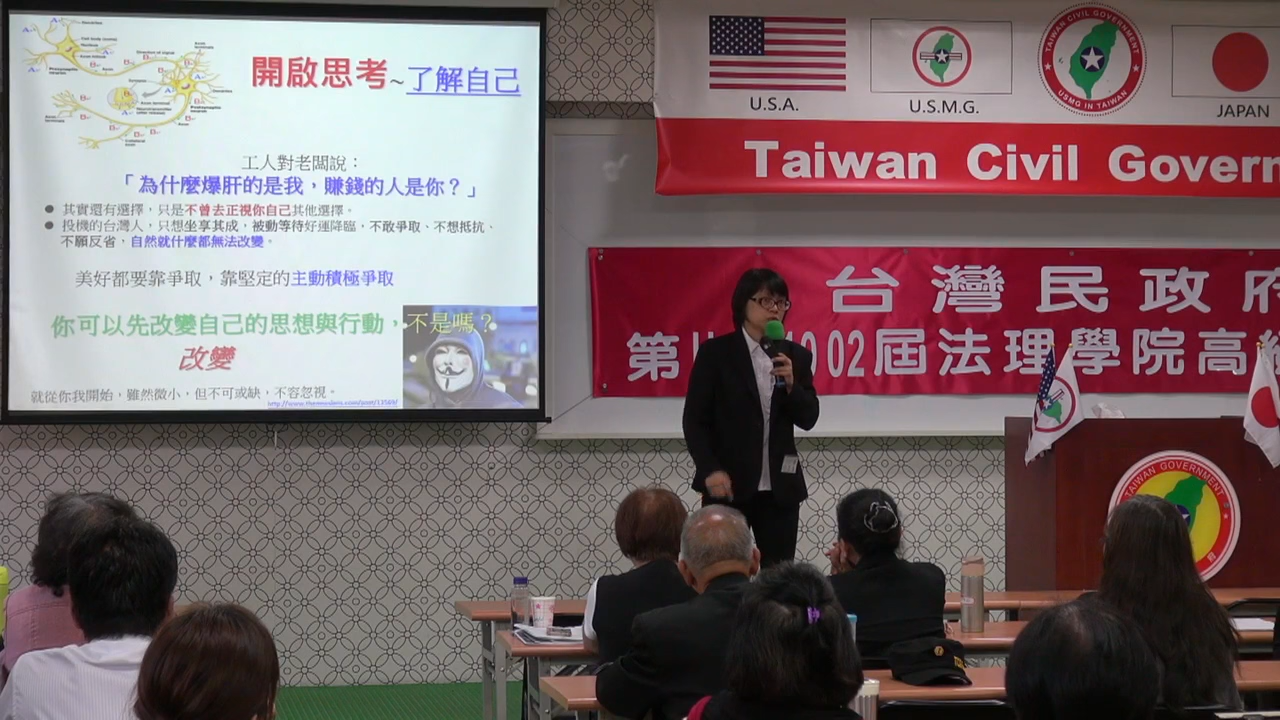 開啟思考~了解自己
工人對老闆說：
「為什麼爆肝的是我，賺錢的人是你？」
● 其實還有選擇，只是不曾去正視你自己其他選擇。
● 投機的台灣人，只想坐享其成，被動等待好運降臨，不敢爭取、不想抵抗、
不願反省，自然就什麼都無法改變。
美好都要靠爭取，靠堅定的主動積極爭取
你可以先改變自己的思想與行動，不是嗎？
改變
就從你我開始，雖然微小，但不可或缺，不容忽視。
U.S.A.
U.S.M.G.
TAIWAN CIVIL GOVERNMENT
USMG IN TAIWAN
JAPAN
Taiwan Civil Govern
台灣民政府
第
02屆法理學院高
TAIWAN GOVERNMENT